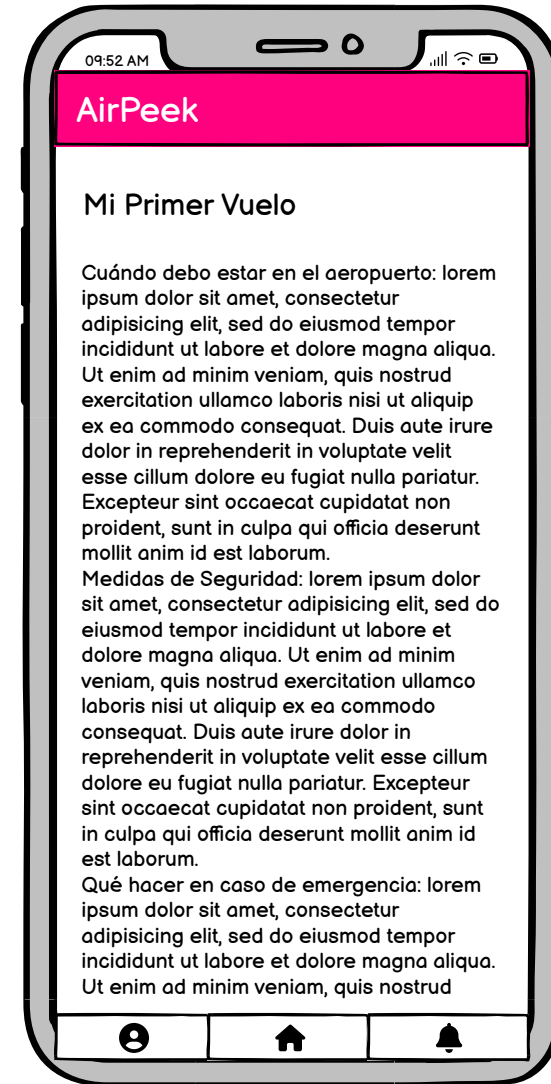 09:52 AM
AirPeek
Mi Primer Vuelo
Cuándo debo estar en el aeropuerto: lorem
ipsum dolor sit amet, consectetur
adipisicing elit, sed do eiusmod tempor
incididunt ut labore et dolore magna aliqua.
Ut enim ad minim veniam, quis nostrud
exercitation ullamco laboris nisi ut aliquip
ex ea commodo consequat. Duis aute irure
dolor in reprehenderit in voluptate velit
esse cillum dolore eu fugiat nulla pariatur.
Excepteur sint occaecat cupidatat non
proident, sunt in culpa qui officia deserunt
mollit anim id est laborum.
Medidas de Seguridad: lorem ipsum dolor
sit amet, consectetur adipisicing elit, sed do
eiusmod tempor incididunt ut labore et
dolore magna aliqua. Ut enim ad minim
veniam, quis nostrud exercitation ullamco
laboris nisi ut aliquip ex ea commodo
consequat. Duis aute irure dolor in
reprehenderit in voluptate velit esse cillum
dolore eu fugiat nulla pariatur. Excepteur
sint occaecat cupidatat non proident, sunt
in culpa qui officia deserunt mollit anim id
est laborum.
Qué hacer en caso de emergencia: lorem
ipsum dolor sit amet, consectetur
adipisicing elit, sed do eiusmod tempor
incididunt ut labore et dolore magna aliqua.
Ut enim ad minim veniam, quis nostrud